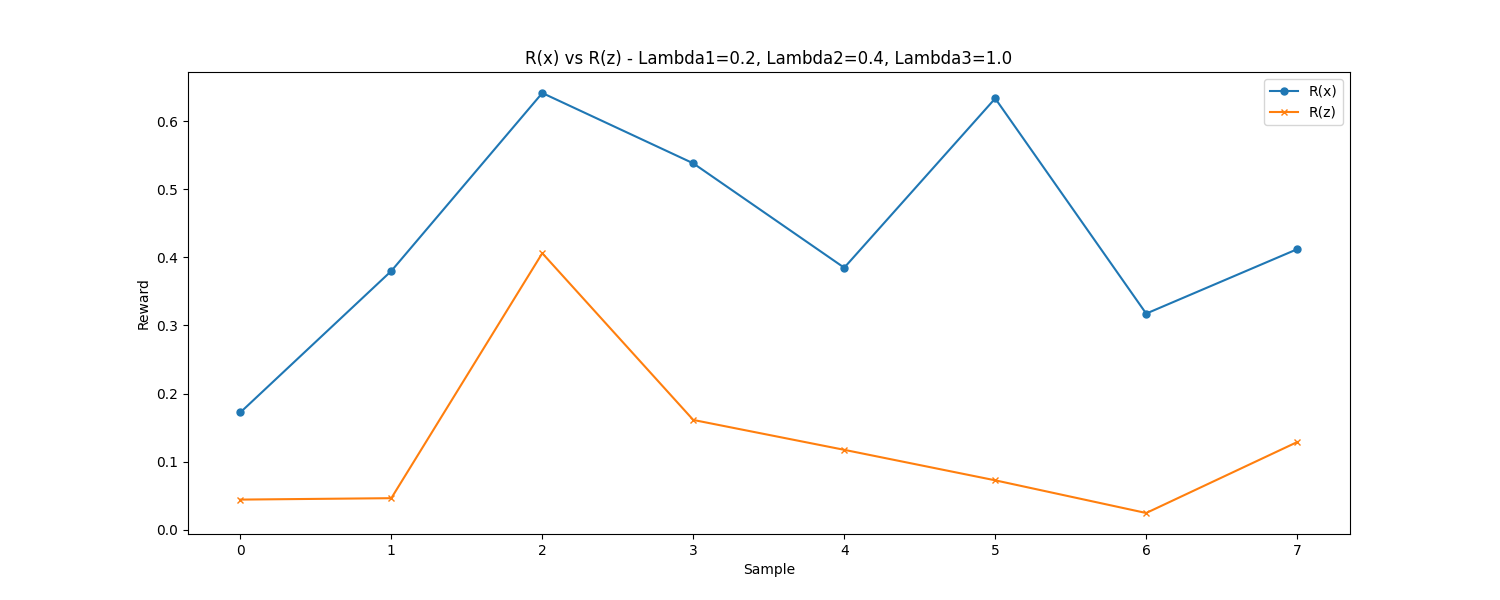 R(x) vs R(z) - Lambda1=0.2, Lambda2=0.4, Lambda3=1.0
R(x)
R(z)
0.6
0.5
0.4
0.3
0.2
0.1
0.0
Reward
0 1 2 3 4 5 6 7
Sample